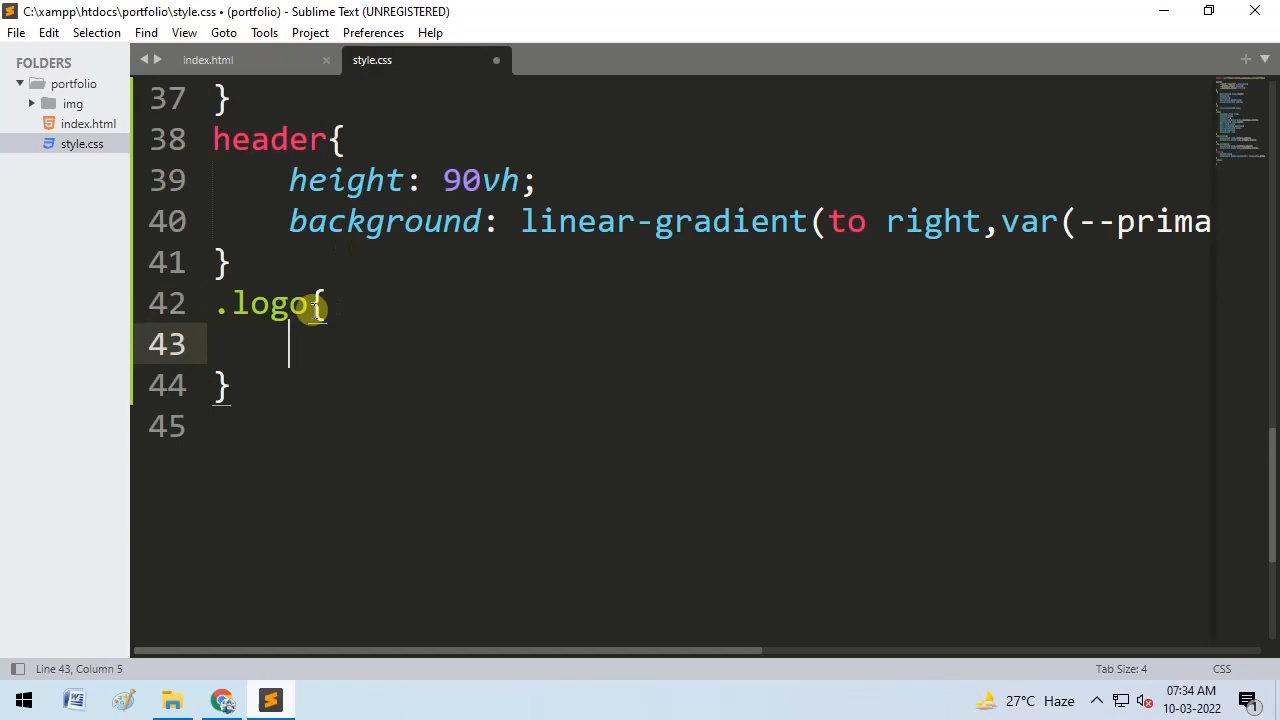 C:\xampp\htdocs\portfolio\style.css • (portfolio) - Sublime Text (UNREGISTERED)
File Edit Selection Find View Goto Tools Project Preferences Help
FOLDERS
portfolio
img
index.html
style.css
index.html
style.css
37 }
38 header{
39 height: 90vh;
40 background: linear-gradient(to right,var(--prima
41 }
42 .logo{
43
44 }
45
Line 43, Column 5
Tab Size: 4
CSS
27°C Haze
07:34 AM
10-03-2022
1